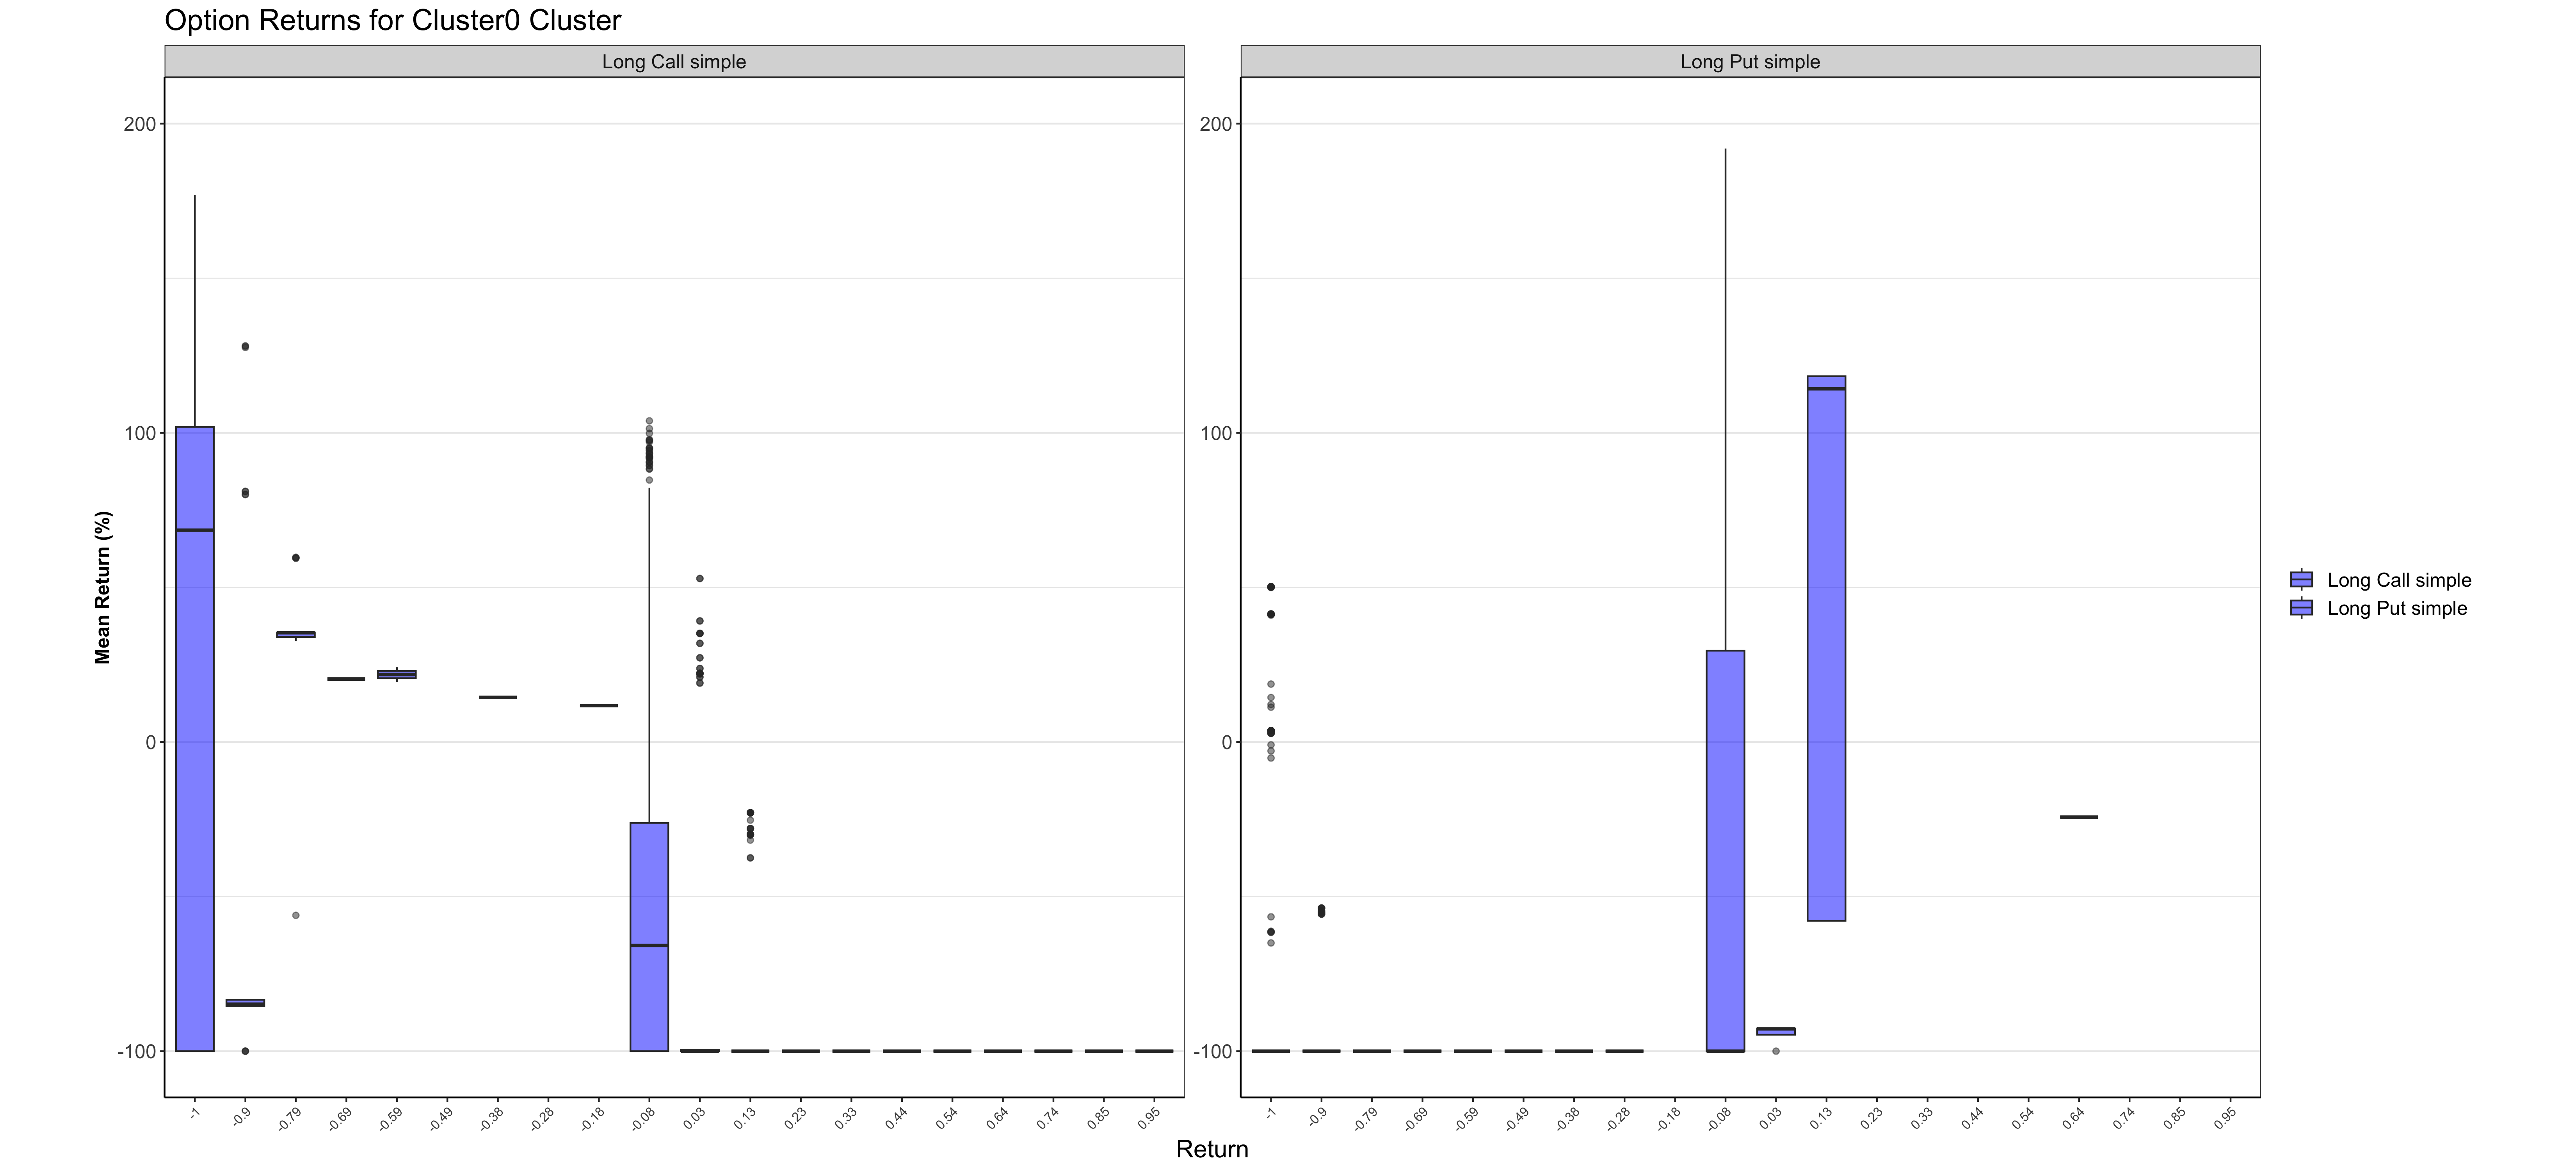 Option Returns for Cluster0 Cluster
Long Call simple
Long Put simple
200
100
0
-100
200
100
0
-100
Mean Return (%)
-1 -0.9 -0.79 -0.69 -0.59 -0.49 -0.38 -0.28 -0.18 -0.08 0.03 0.13 0.23 0.33 0.44 0.54 0.64 0.74 0.85 0.95
-1 -0.9 -0.79 -0.69 -0.59 -0.49 -0.38 -0.28 -0.18 -0.08 0.03 0.13 0.23 0.33 0.44 0.54 0.64 0.74 0.85 0.95
Return
Long Call simple
Long Put simple